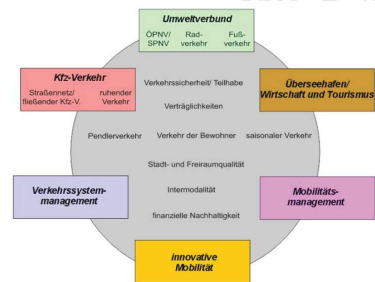 Umweltverbund
ÖPNV/ Rad- Fuß-
SPNV verkehr verkehr
Kfz-Verkehr
Straßennetz/ ruhender
fließender Kfz-V. Verkehr
Verkehrssicherheit/ Teilhabe
Überseehafen/
Wirtschaft und Tourismus
Verträglichkeiten
Pendlerverkehr Verkehr der Bewohner saisonaler Verkehr
Stadt- und Freiraumqualität
Verkehrssystem-
management
Intermodalität
Mobilitäts-
management
finanzielle Nachhaltigkeit
innovative
Mobilität